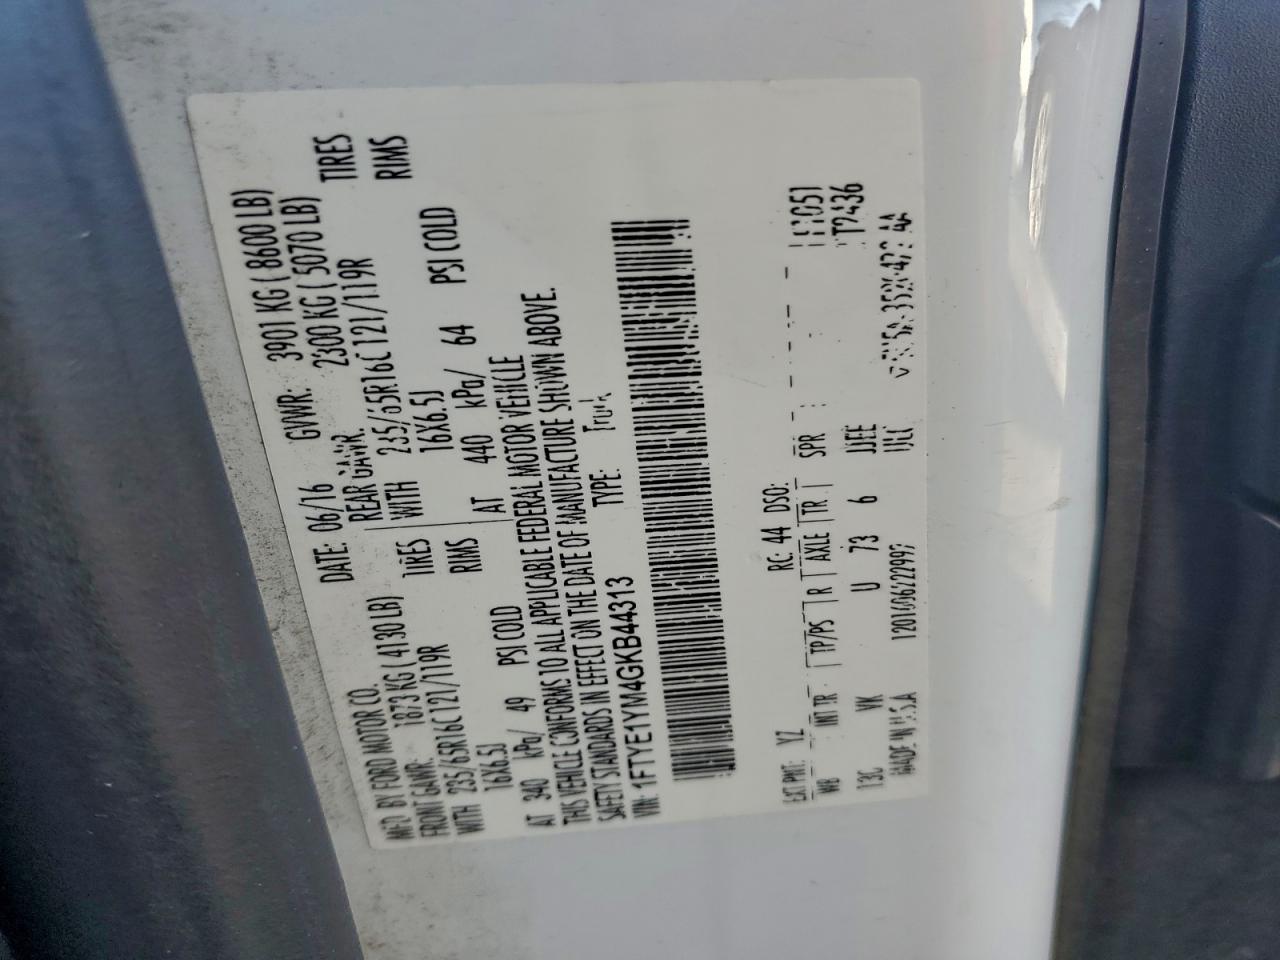 MFD BY FORD MOTOR CO. DATE: 06/16 GVWR: 3901 KG ( 8600 LB)
FRONT GAWR: 1873 KG ( 4130 LB) REAR GAWR: 2300 KG ( 5070 LB)
WITH 235/65R16C 121/119R TIRES WITH 235/65R16C 121/119R TIRES
16X6.5J RIMS 16X6.5J RIMS
AT 340 kPa/ 49 PSI COLD AT 440 kPa/ 64 PSI COLD
THIS VEHICLE CONFORMS TO ALL APPLICABLE FEDERAL MOTOR VEHICLE
SAFETY STANDARDS IN EFFECT ON THE DATE OF MANUFACTURE SHOWN ABOVE.
VIN: 1FTYE1YM4GKB44313 TYPE: Truck
EXT PNT: YZ RC: 44 DSO:
WB INT TR TP/PS R AXLE TR SPR
13C VK U 73 6 JJEE
MADE IN U.S.A